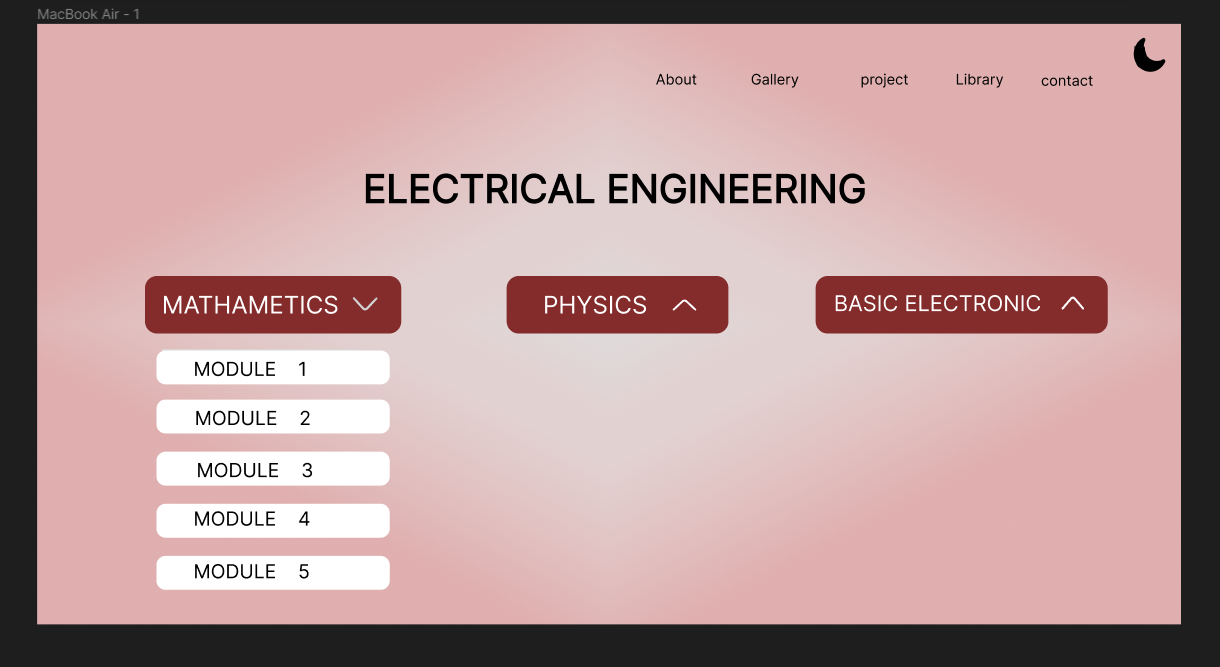 MacBook Air - 1
About Gallery project Library contact
ELECTRICAL ENGINEERING
MATHAMETICS PHYSICS BASIC ELECTRONIC
MODULE 1
MODULE 2
MODULE 3
MODULE 4
MODULE 5